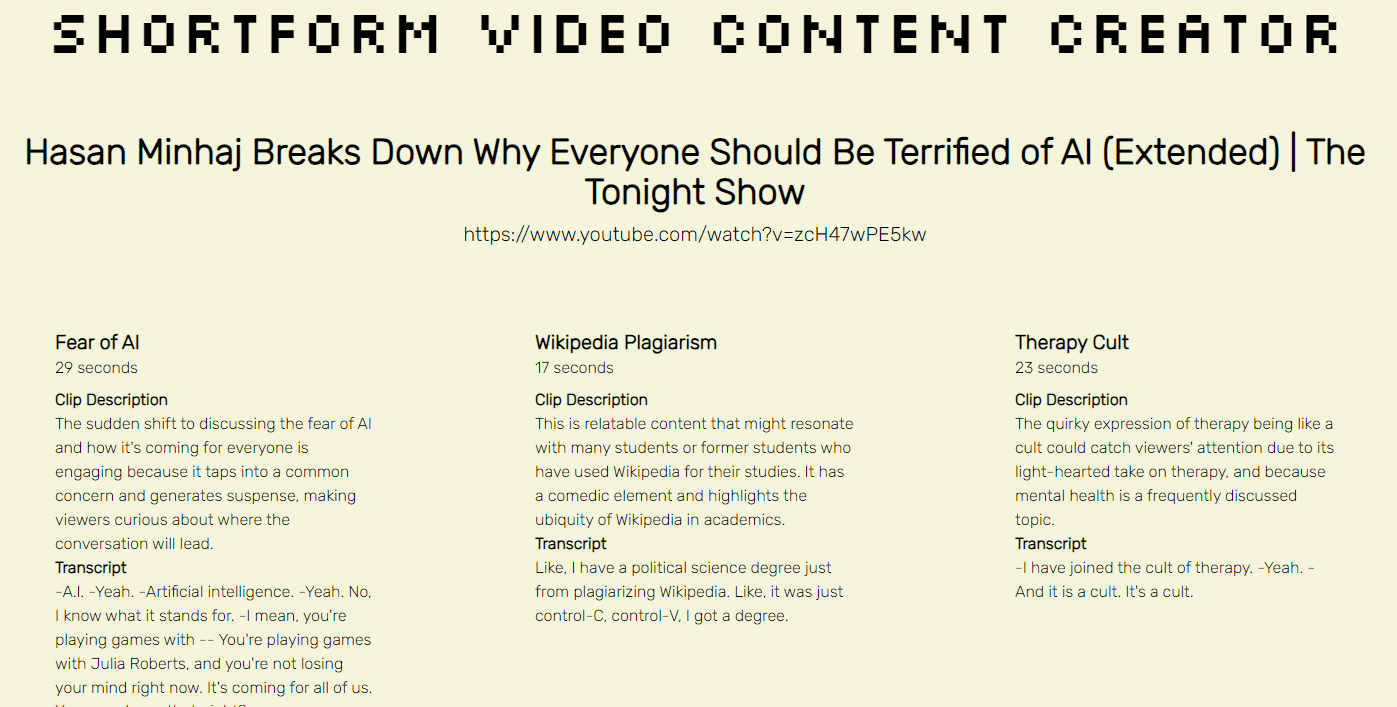 SHORTFORM VIDEO CONTENT CREATOR
Hasan Minhaj Breaks Down Why Everyone Should Be Terrified of AI (Extended) | The
Tonight Show
https://www.youtube.com/watch?v=zcH47wPE5kw
Fear of AI
29 seconds
Clip Description
The sudden shift to discussing the fear of AI
and how it's coming for everyone is
engaging because it taps into a common
concern and generates suspense, making
viewers curious about where the
conversation will lead.
Transcript
-A.I. -Yeah. -Artificial intelligence. -Yeah. No,
I know what it stands for. -I mean, you're
playing games with -- You're playing games
with Julia Roberts, and you're not losing
your mind right now. It's coming for all of us.
Wikipedia Plagiarism
17 seconds
Clip Description
This is relatable content that might resonate
with many students or former students who
have used Wikipedia for their studies. It has
a comedic element and highlights the
ubiquity of Wikipedia in academics.
Transcript
Like, I have a political science degree just
from plagiarizing Wikipedia. Like, it was just
control-C, control-V, I got a degree.
Therapy Cult
23 seconds
Clip Description
The quirky expression of therapy being like a
cult could catch viewers' attention due to its
light-hearted take on therapy, and because
mental health is a frequently discussed
topic.
Transcript
-I have joined the cult of therapy. -Yeah. -
And it is a cult. It's a cult.